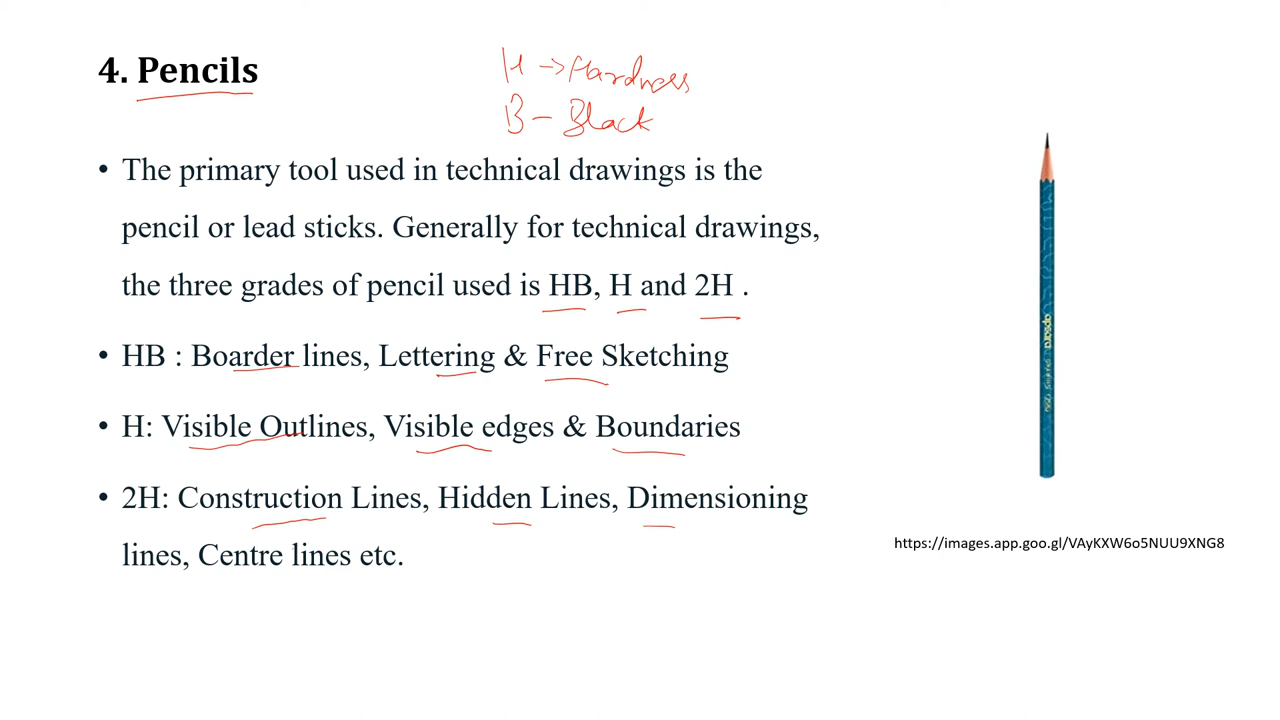 4. Pencils
H → Hardness
B - Black
• The primary tool used in technical drawings is the
pencil or lead sticks. Generally for technical drawings,
the three grades of pencil used is HB, H and 2H .
• HB : Boarder lines, Lettering & Free Sketching
• H: Visible Outlines, Visible edges & Boundaries
• 2H: Construction Lines, Hidden Lines, Dimensioning
lines, Centre lines etc.
apsara
https://images.app.goo.gl/VAyKXW6o5NUU9XNG8